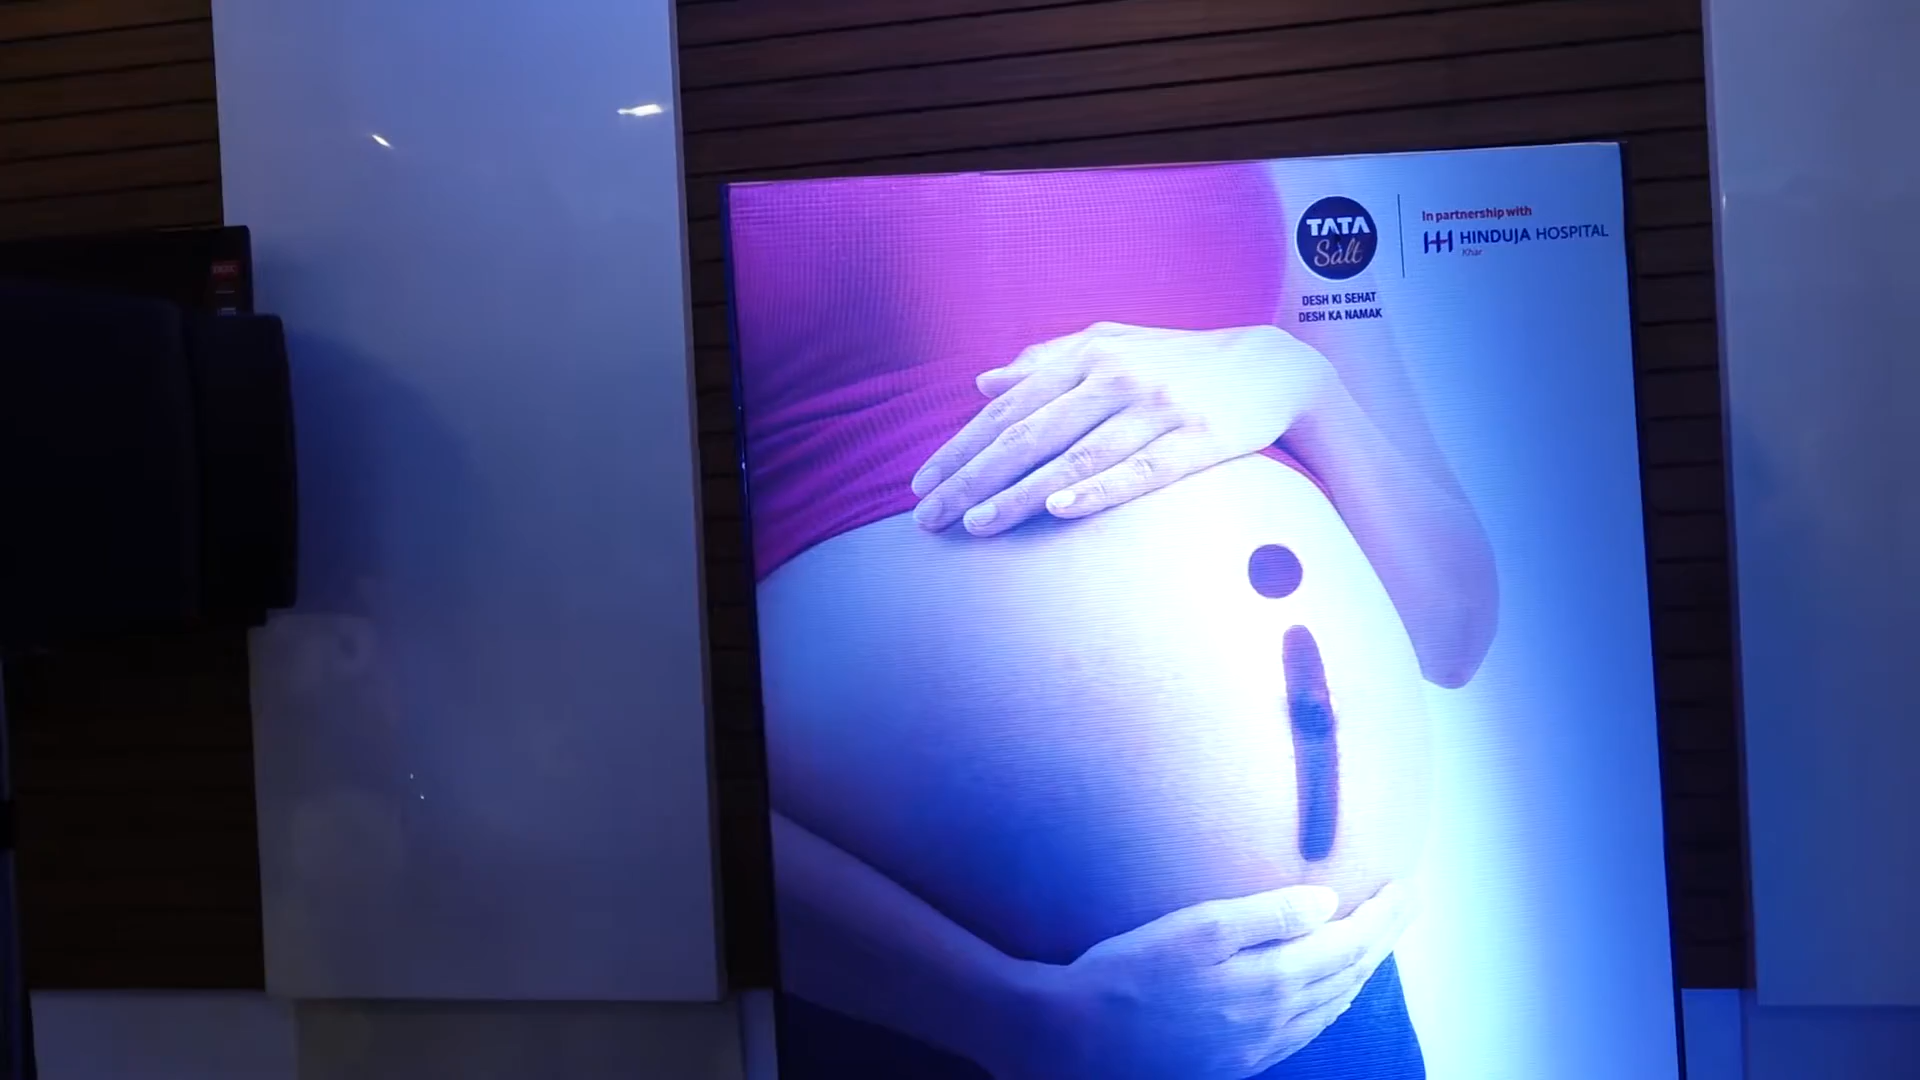 TATA
Salt
DESH KI SEHAT
DESH KA NAMAK
In partnership with
HINDUJA HOSPITAL
Khar
i